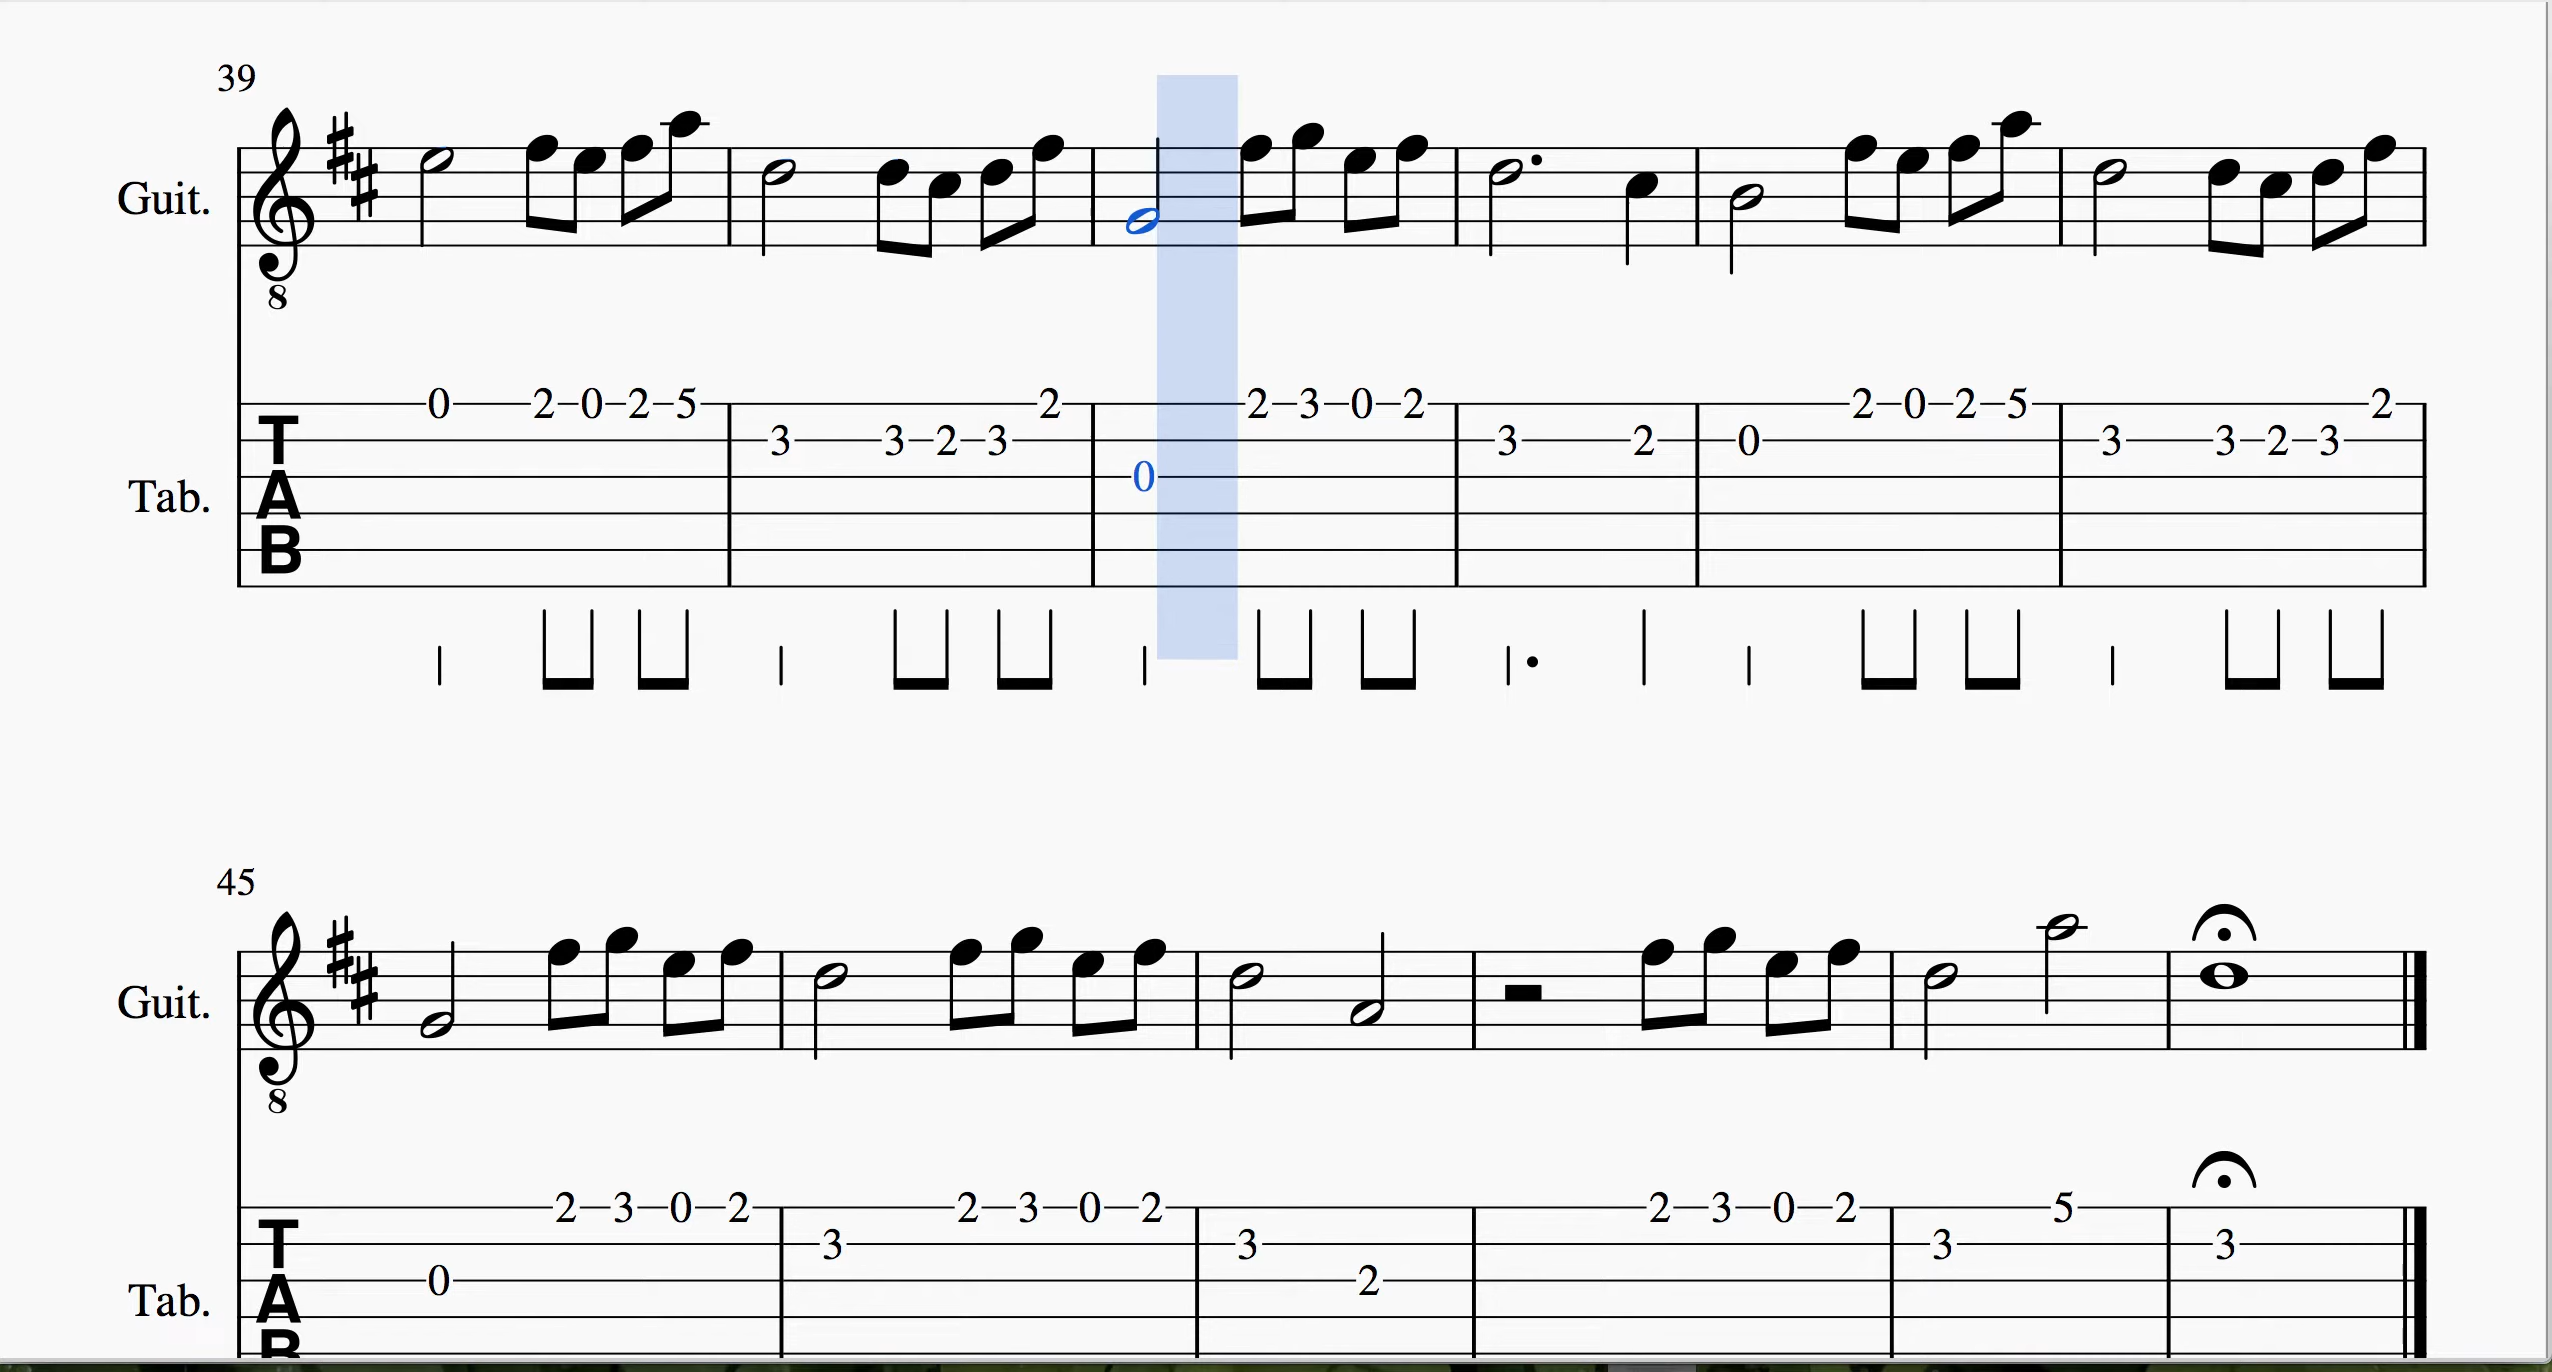 39
Guit.
8
0 2 0 2 5 2 2 3 0 2 2 0 2 5 2
T 3 3 2 3 3 2 0 3 3 2 3
Tab. A 0
B
45
Guit.
8
2 3 0 2 2 3 0 2 2 3 0 2 5
T 3 3 3 3
Tab. A 0 2
B